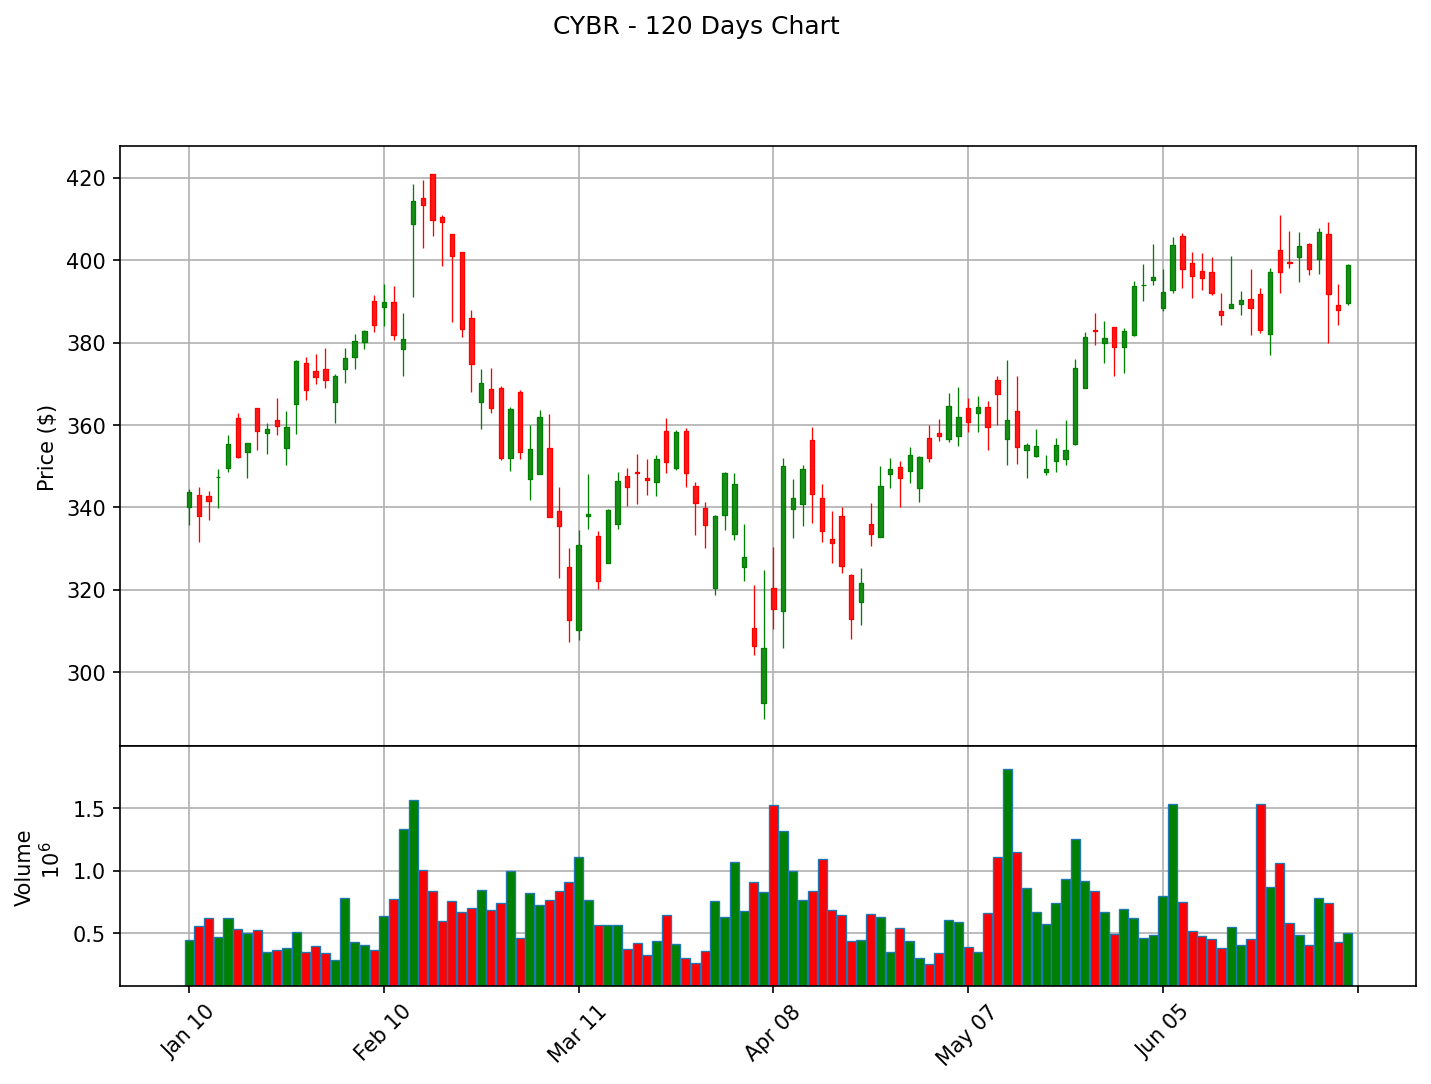 CYBR - 120 Days Chart
Price ($)
420
400
380
360
340
320
300
Volume
10⁶
1.5
1.0
0.5
Jan 10
Feb 10
Mar 11
Apr 08
May 07
Jun 05